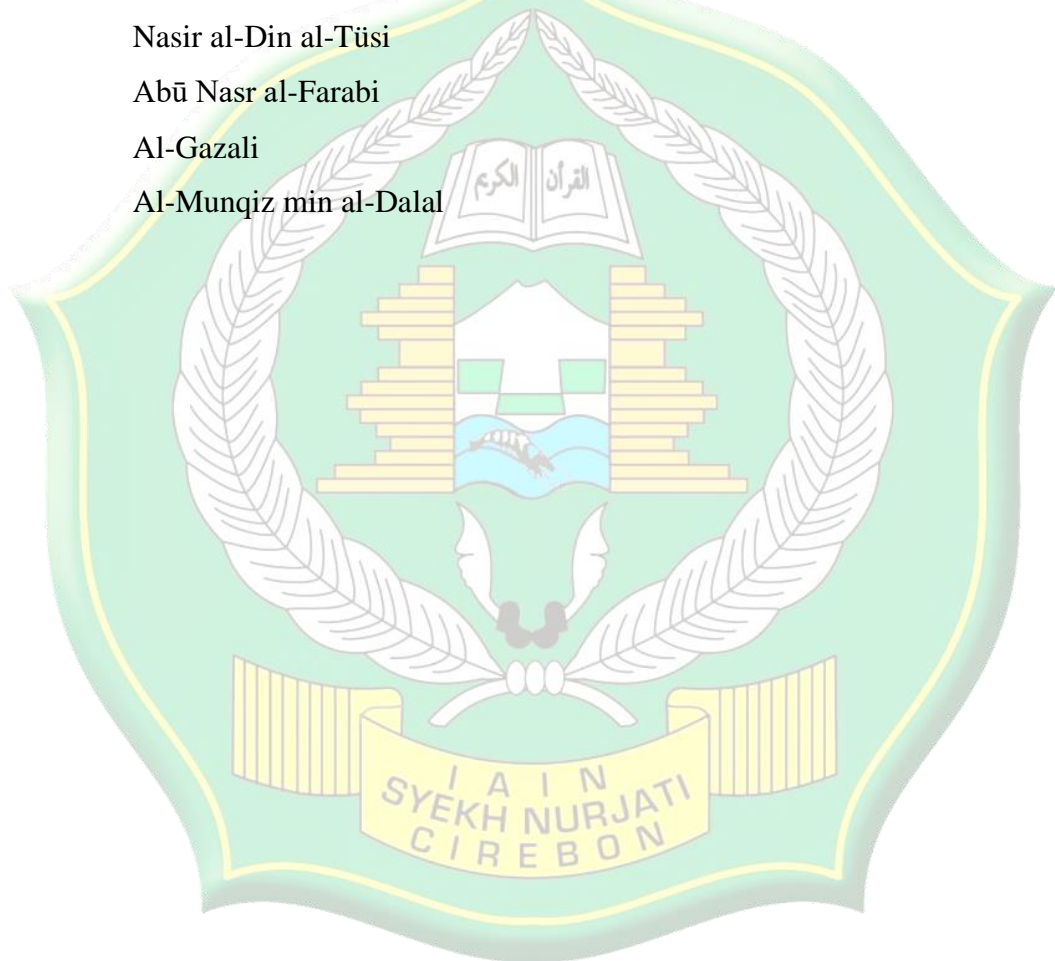 Nasir al-Din al-Tüsi
Abū Nasr al-Farabi
Al-Gazali
Al-Munqiz min al-Dalal
القرأن الكريم
I A I N
SYEKH NURJATI
CIREBON